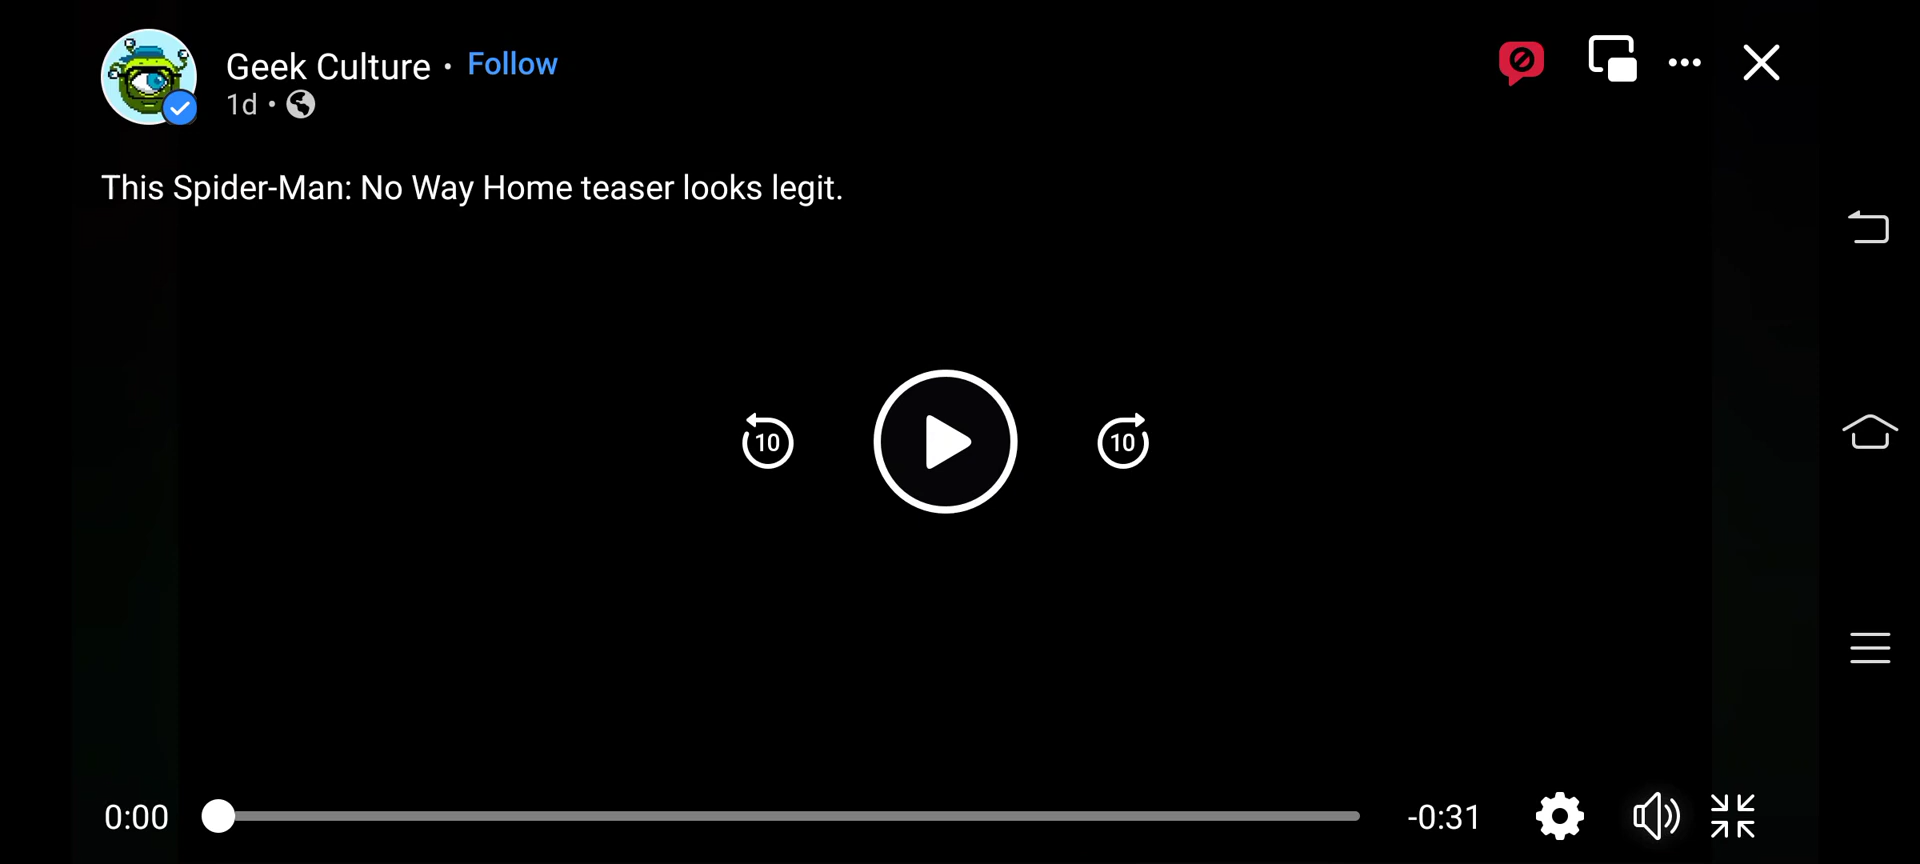 Geek Culture · Follow
1d ·
This Spider-Man: No Way Home teaser looks legit.
10
10
0:00
-0:31